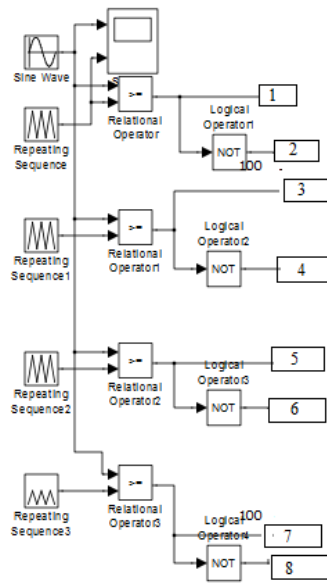 Sine Wave
s
>=
1
Repeating
Sequence
Relational
Operator
Logical
Operator1
NOT
2
100
3
>=
Repeating
Sequence1
Relational
Operator1
Logical
Operator2
NOT
4
5
>=
Repeating
Sequence2
Relational
Operator2
Logical
Operator3
NOT
6
>=
Repeating
Sequence3
Relational
Operator3
Logical
Operator4
100
7
NOT
8